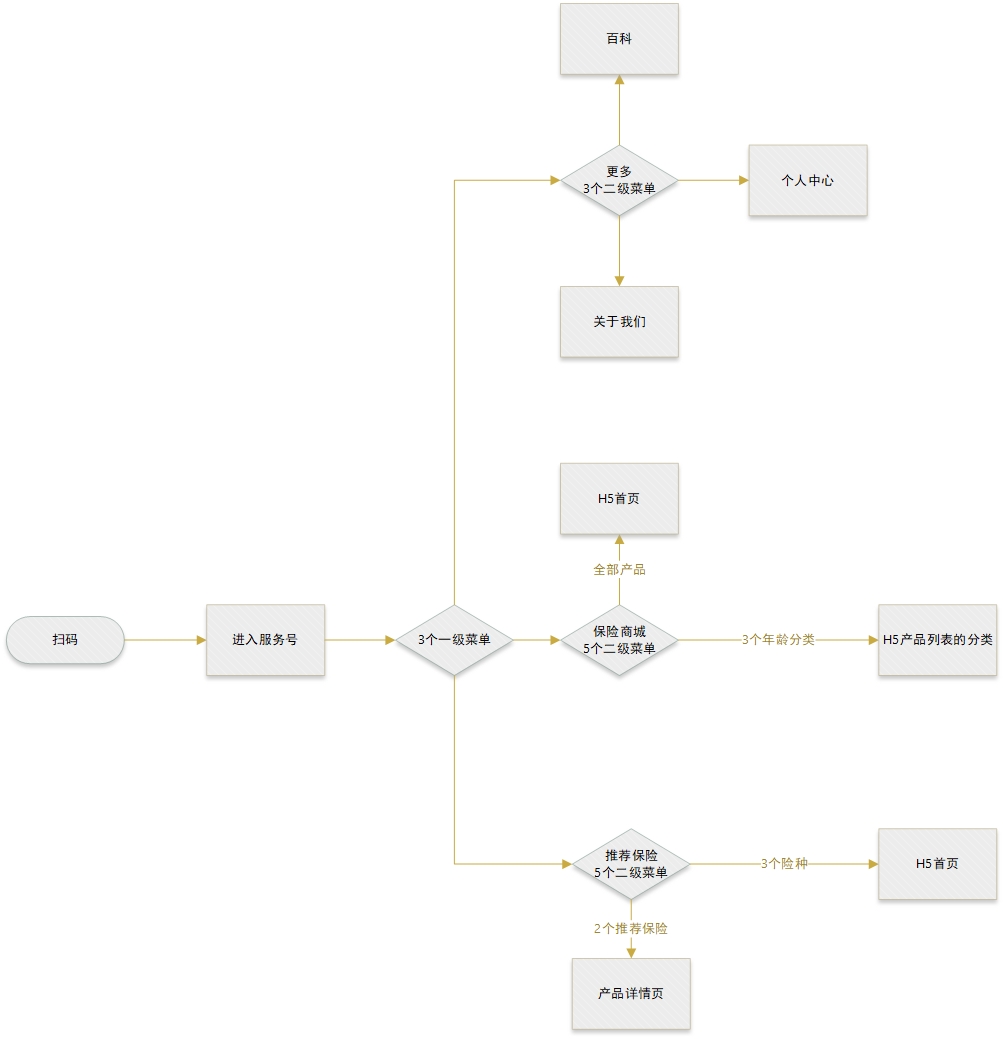 百科
更多
3个二级菜单
个人中心
关于我们
H5首页
全部产品
扫码
进入服务号
3个一级菜单
保险商城
5个二级菜单
3个年龄分类
H5产品列表的分类
推荐保险
5个二级菜单
3个险种
H5首页
2个推荐保险
产品详情页